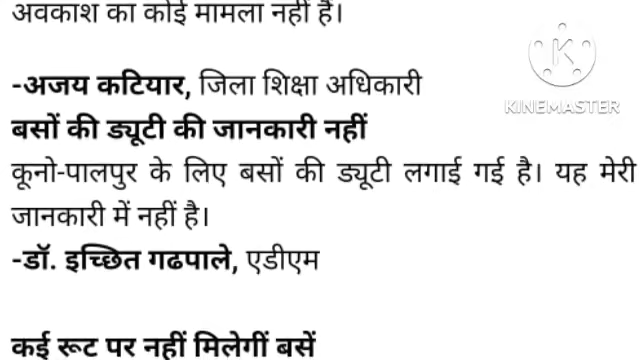 अवकाश का कोई मामला नहीं है।
-अजय कटियार, जिला शिक्षा अधिकारी
बसों की ड्यूटी की जानकारी नहीं
कूनो-पालपुर के लिए बसों की ड्यूटी लगाई गई है। यह मेरी
जानकारी में नहीं है।
-डॉ. इच्छित गढपाले, एडीएम
कई रूट पर नहीं मिलेगीं बसें
KINEMASTER